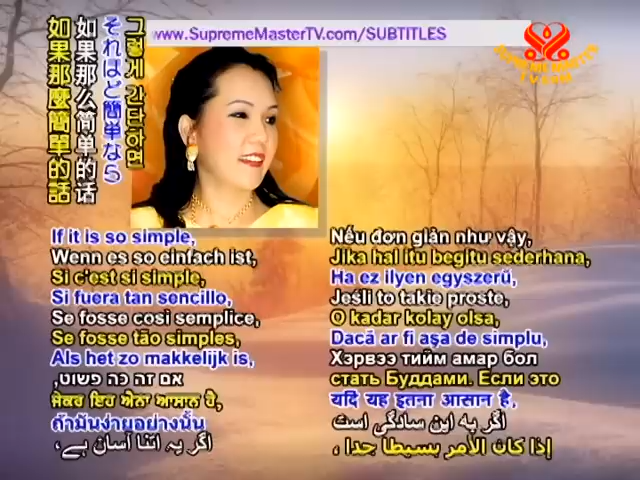 www.SupremeMasterTV.com/SUBTITLES
SUPREME MASTER
TELEVISION
그렇게 간단하면
それほど簡単なら
如果那么简单的话
如果那麼簡單的話
If it is so simple,
Wenn es so einfach ist,
Si c'est si simple,
Si fuera tan sencillo,
Se fosse così semplice,
Se fosse tão simples,
Als het zo makkelijk is,
אם זה כה פשוט,
ਜੇਕਰ ਇਹ ਐਨਾ ਆਸਾਨ ਹੈ,
ถ้ามันง่ายอย่างนั้น
اگر یہ اتنا آسان ہے،
Nếu đơn giản như vậy,
Jika hal itu begitu sederhana,
Ha ez ilyen egyszerű,
Jeśli to takie proste,
O kadar kolay olsa,
Dacă ar fi aşa de simplu,
Хэрвээ тийм амар бол
стать Буддами. Если это
यदि यह इतना आसान है,
اگر به این سادگی است
إذا كان الأمر بسيطا جدا ،